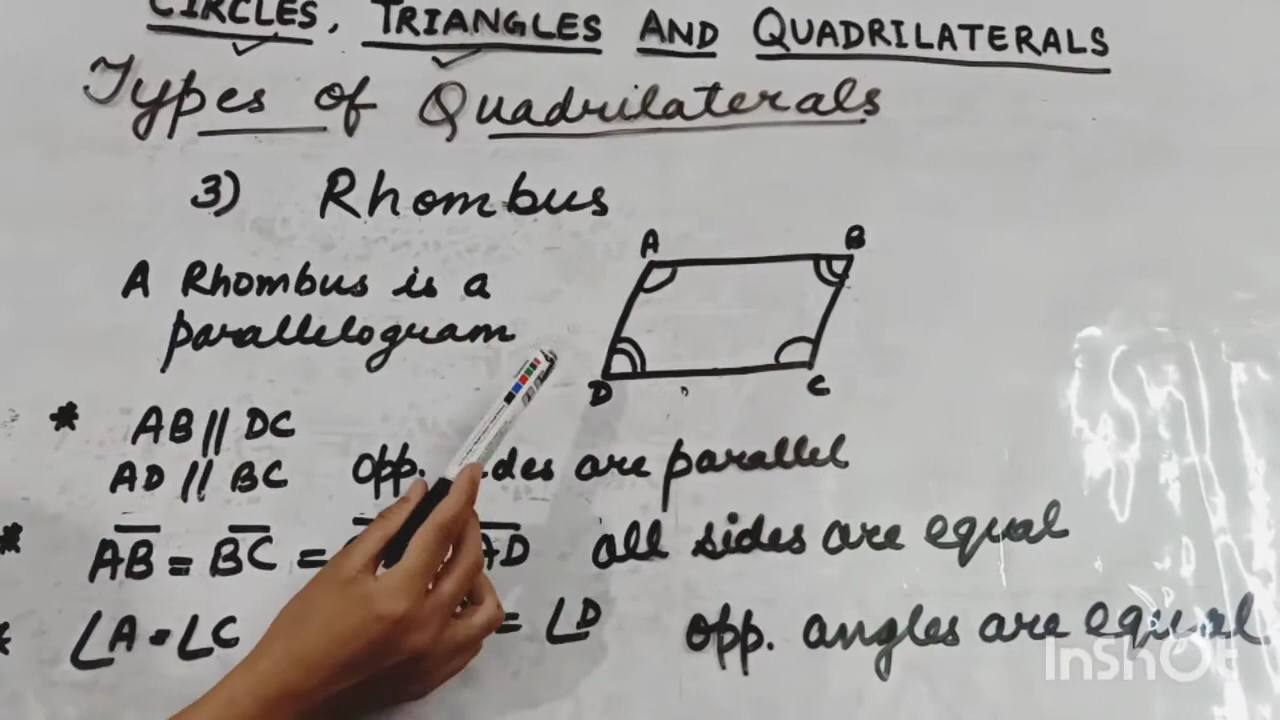 CIRCLES, TRIANGLES AND QUADRILATERALS
Types of Quadrilaterals
3) Rhombus
A Rhombus is a
parallelogram
A B
D C
* AB || DC
AD || BC opp. sides are parallel
* AB = BC = AD all sides are equal
* ∠A = ∠C = ∠D opp. angles are equal
InShOt